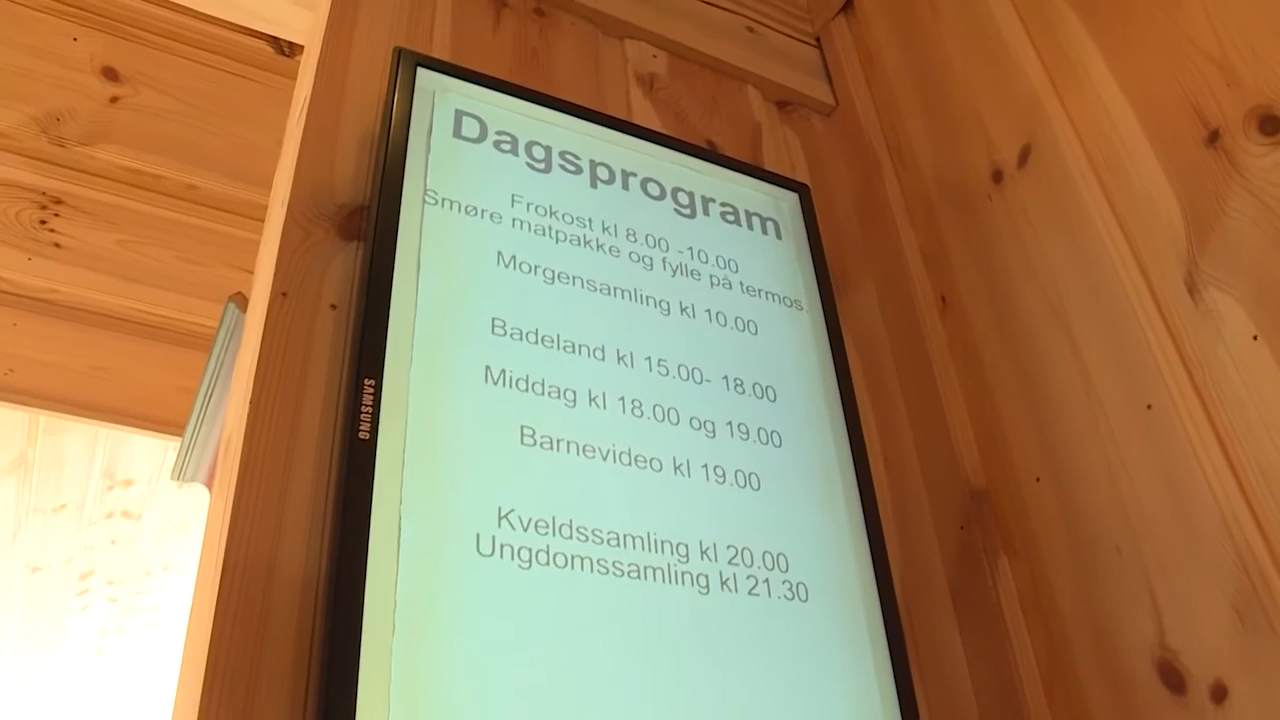 Dagsprogram
Frokost kl 8.00 -10.00
Smøre matpakke og fylle på termos.
Morgensamling kl 10.00
Badeland kl 15.00- 18.00
Middag kl 18.00 og 19.00
Barnevideo kl 19.00
Kveldssamling kl 20.00
Ungdomssamling kl 21.30
SAMSUNG